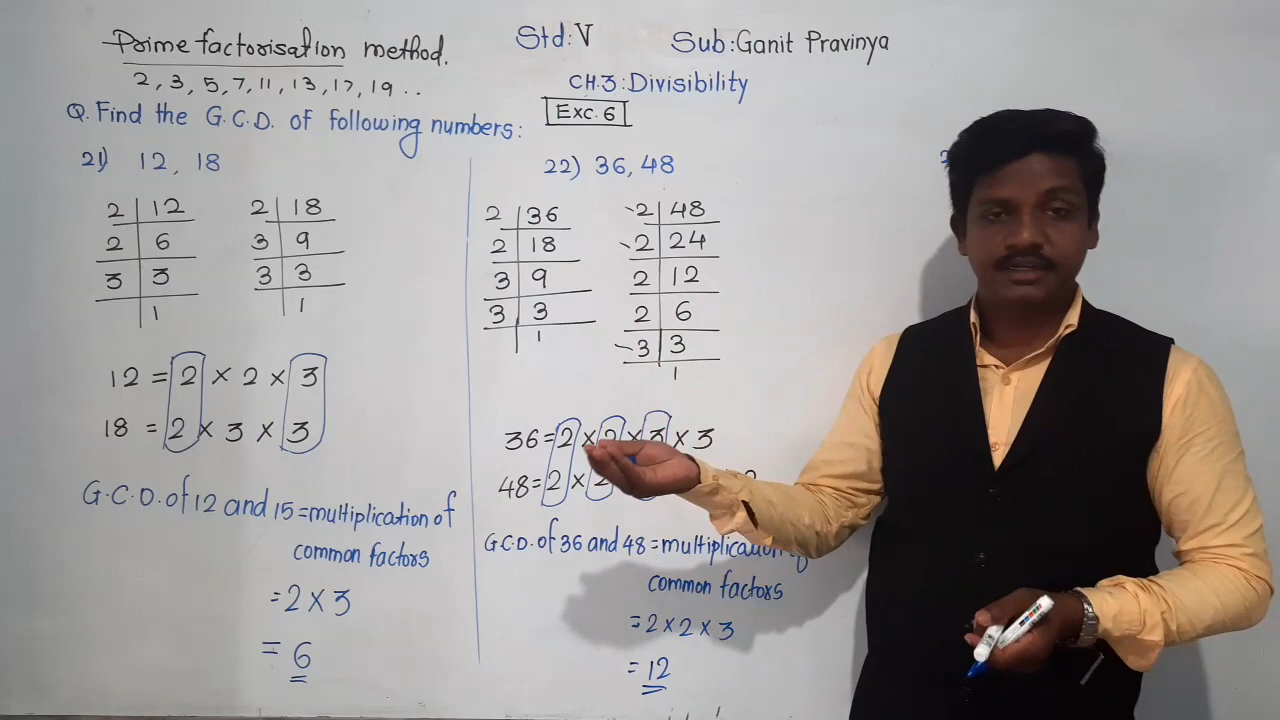 Prime factorisation method.
2, 3, 5, 7, 11, 13, 17, 19 ..
Std: V
Sub: Ganit Pravinya
CH.3: Divisibility
Exc. 6
Q. Find the G.C.D. of following numbers:
21) 12, 18
2 | 12
2 | 6
3 | 3
1
2 | 18
3 | 9
3 | 3
1
12 = 2 × 2 × 3
18 = 2 × 3 × 3
G.C.D. of 12 and 15 = multiplication of
common factors
= 2 × 3
= 6
22) 36, 48
2 | 36
2 | 18
3 | 9
3 | 3
1
2 | 48
2 | 24
2 | 12
2 | 6
3 | 3
1
36 = 2 × 2 × 3 × 3
48 = 2 × 2
G.C.D. of 36 and 48 = multiplication of
common factors
= 2 × 2 × 3
= 12